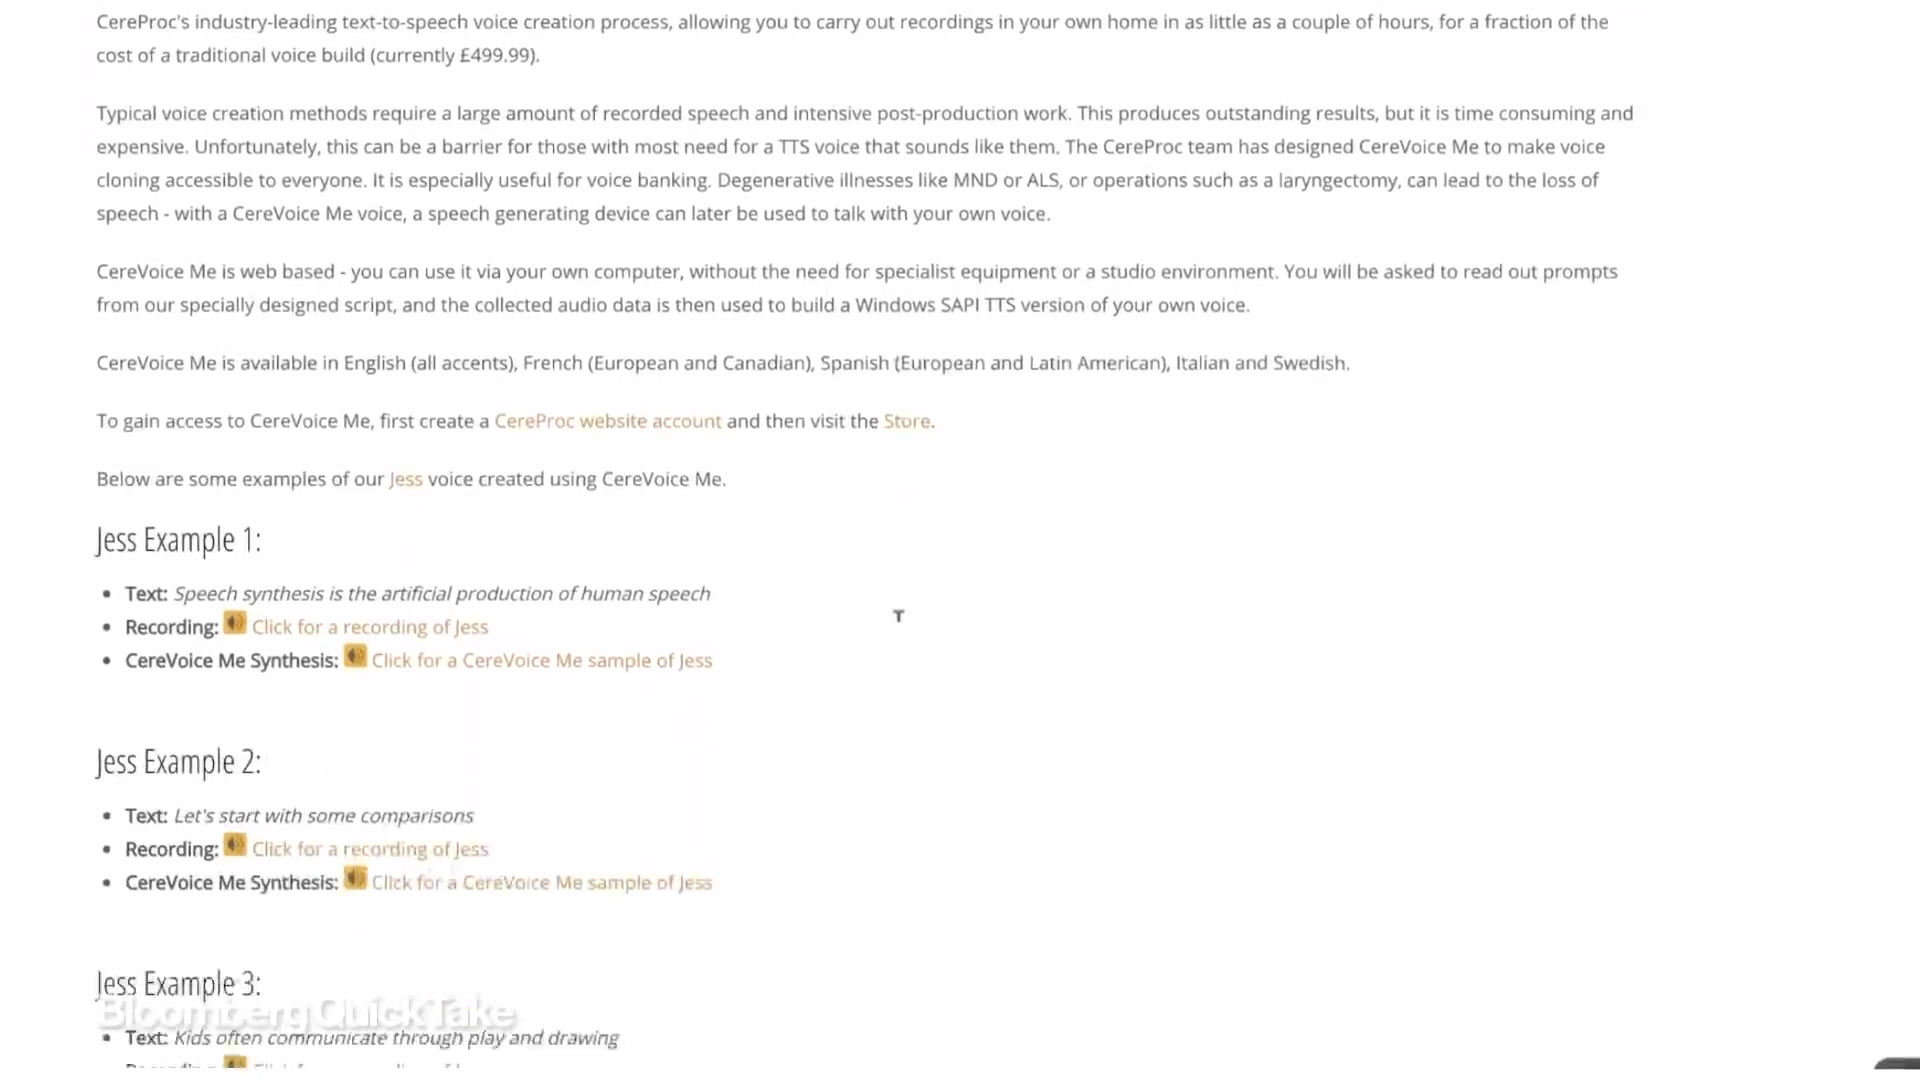 CereProc's industry-leading text-to-speech voice creation process, allowing you to carry out recordings in your own home in as little as a couple of hours, for a fraction of the
cost of a traditional voice build (currently £499.99).
Typical voice creation methods require a large amount of recorded speech and intensive post-production work. This produces outstanding results, but it is time consuming and
expensive. Unfortunately, this can be a barrier for those with most need for a TTS voice that sounds like them. The CereProc team has designed CereVoice Me to make voice
cloning accessible to everyone. It is especially useful for voice banking. Degenerative illnesses like MND or ALS, or operations such as a laryngectomy, can lead to the loss of
speech - with a CereVoice Me voice, a speech generating device can later be used to talk with your own voice.
CereVoice Me is web based - you can use it via your own computer, without the need for specialist equipment or a studio environment. You will be asked to read out prompts
from our specially designed script, and the collected audio data is then used to build a Windows SAPI TTS version of your own voice.
CereVoice Me is available in English (all accents), French (European and Canadian), Spanish (European and Latin American), Italian and Swedish.
To gain access to CereVoice Me, first create a CereProc website account and then visit the Store.
Below are some examples of our Jess voice created using CereVoice Me.
Jess Example 1:
• Text: Speech synthesis is the artificial production of human speech
• Recording: Click for a recording of Jess
• CereVoice Me Synthesis: Click for a CereVoice Me sample of Jess
Jess Example 2:
• Text: Let's start with some comparisons
• Recording: Click for a recording of Jess
• CereVoice Me Synthesis: Click for a CereVoice Me sample of Jess
Jess Example 3:
Bloomberg QuickTake
• Text: Kids often communicate through play and drawing